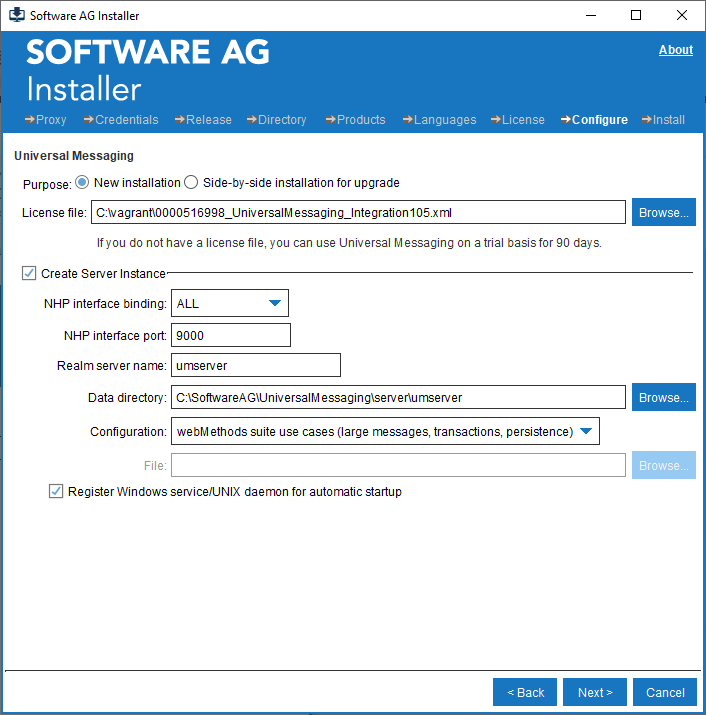 Software AG Installer
SOFTWARE AG
About
Installer
Proxy Credentials Release Directory Products Languages License Configure Install
Universal Messaging
Purpose: New installation Side-by-side installation for upgrade
License file: C:\vagrant\0000516998_UniversalMessaging_Integration105.xml Browse...
If you do not have a license file, you can use Universal Messaging on a trial basis for 90 days.
Create Server Instance
NHP interface binding: ALL
NHP interface port: 9000
Realm server name: umserver
Data directory: C:\SoftwareAG\UniversalMessaging\server\umserver Browse...
Configuration: webMethods suite use cases (large messages, transactions, persistence)
File: Browse...
Register Windows service/UNIX daemon for automatic startup
< Back Next > Cancel